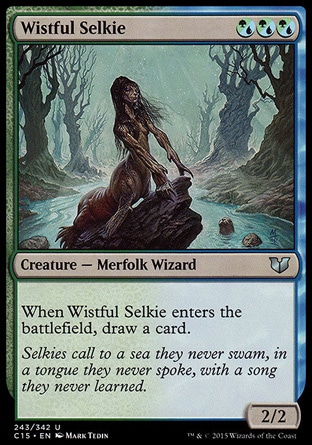 Wistful Selkie
Creature — Merfolk Wizard
When Wistful Selkie enters the
battlefield, draw a card.
Selkies call to a sea they never swam, in
a tongue they never spoke, with a song
they never learned.
2/2
243/342 U
C15 • EN Mark Tedin
™ & © 2015 Wizards of the Coast